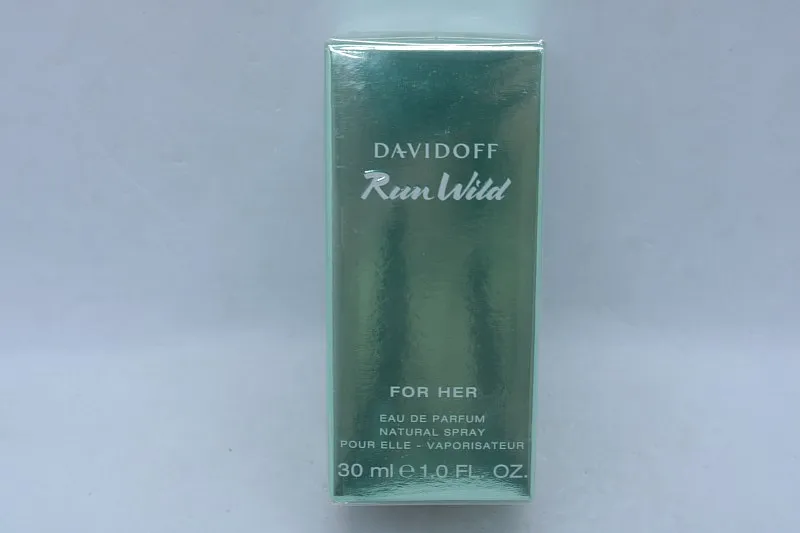 DAVIDOFF
Run Wild
FOR HER
EAU DE PARFUM
NATURAL SPRAY
POUR ELLE - VAPORISATEUR
30 ml ℮ 1.0 FL. OZ.